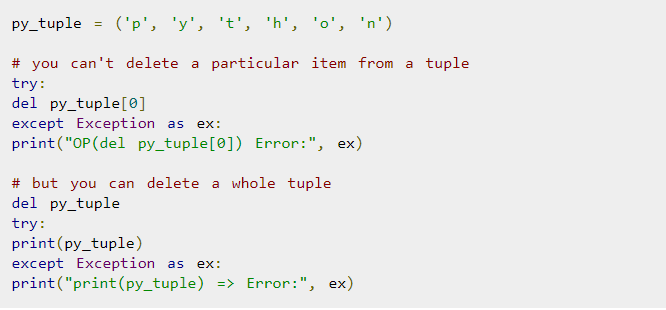 py_tuple = ('p', 'y', 't', 'h', 'o', 'n')
# you can't delete a particular item from a tuple
try:
del py_tuple[0]
except Exception as ex:
print("OP(del py_tuple[0]) Error:", ex)
# but you can delete a whole tuple
del py_tuple
try:
print(py_tuple)
except Exception as ex:
print("print(py_tuple) => Error:", ex)